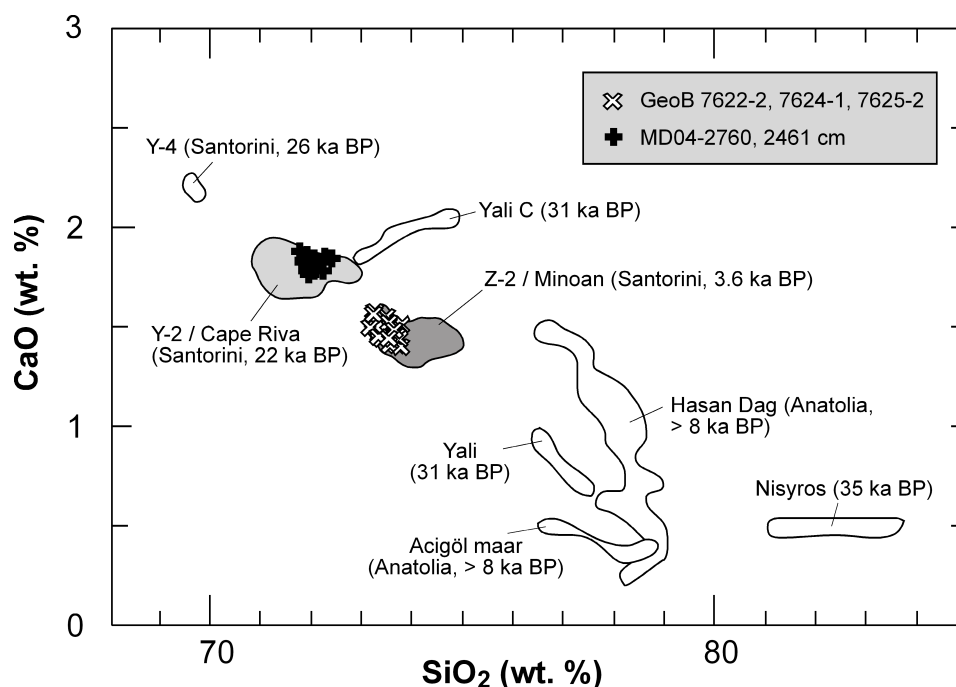 3
GeoB 7622-2, 7624-1, 7625-2
MD04-2760, 2461 cm
Y-4 (Santorini, 26 ka BP)
Yali C (31 ka BP)
2
Z-2 / Minoan (Santorini, 3.6 ka BP)
Y-2 / Cape Riva
(Santorini, 22 ka BP)
CaO (wt. %)
Hasan Dag (Anatolia,
> 8 ka BP)
1
Yali
(31 ka BP)
Nisyros (35 ka BP)
Acigöl maar
(Anatolia, > 8 ka BP)
0
70
80
SiO₂ (wt. %)